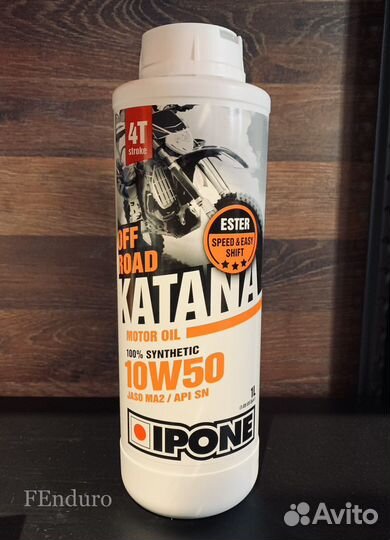 4T
stroke
OFF
ROAD
ESTER
SPEED & EASY
SHIFT
KATANA
MOTOR OIL
100% SYNTHETIC
10W50
JASO MA2 / API SN
1L
IPONE
FEnduro
Avito